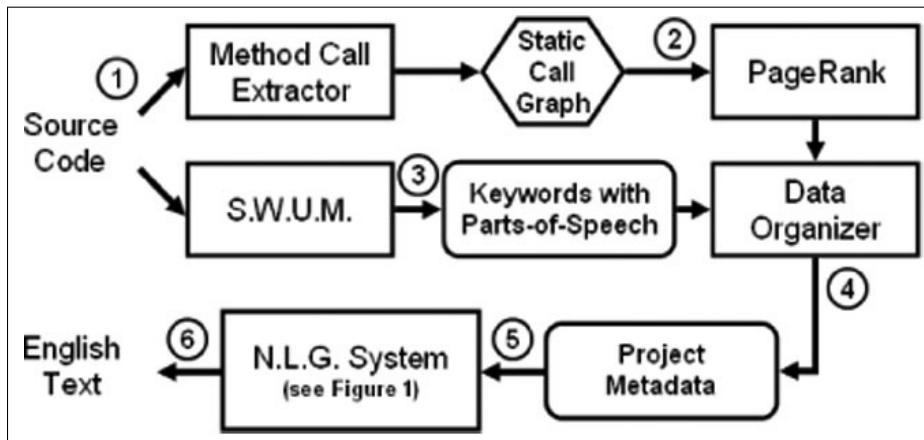 1
Source
Code
Method Call
Extractor
Static
Call
Graph
2
PageRank
S.W.U.M.
3
Keywords with
Parts-of-Speech
Data
Organizer
4
Project
Metadata
5
N.L.G. System
(see Figure 1)
6
English
Text